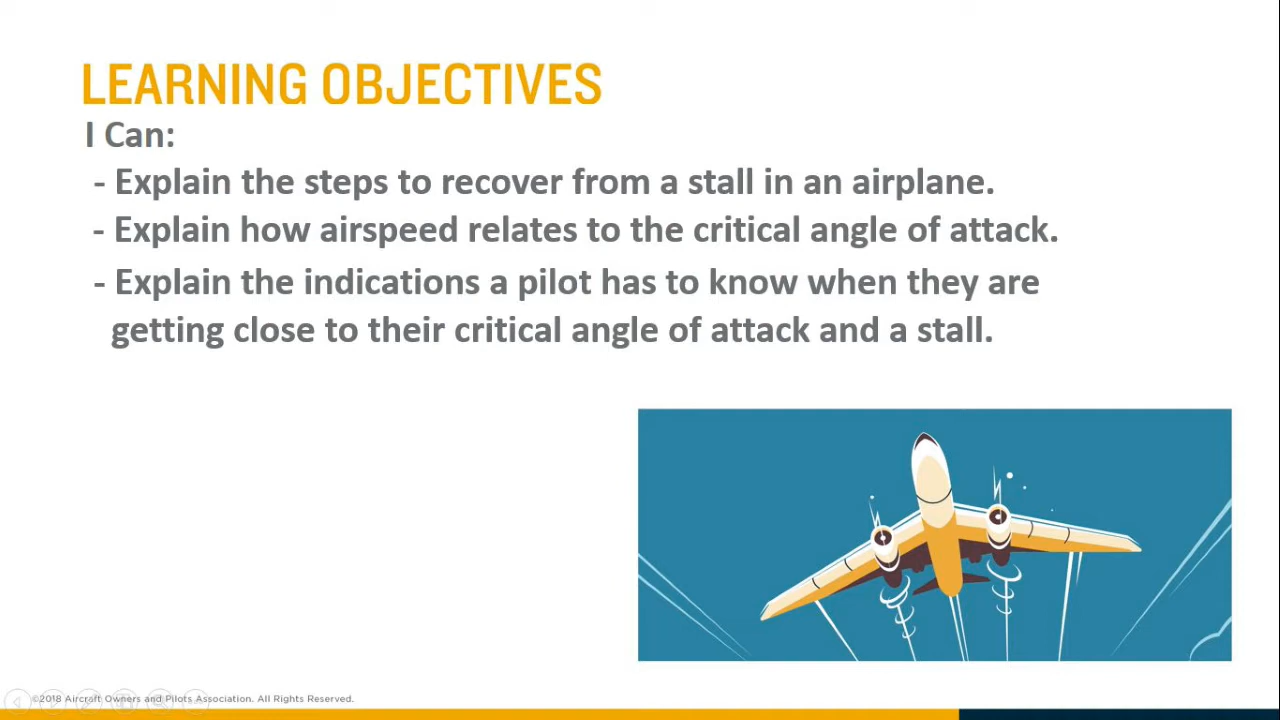 LEARNING OBJECTIVES
I Can:
- Explain the steps to recover from a stall in an airplane.
- Explain how airspeed relates to the critical angle of attack.
- Explain the indications a pilot has to know when they are
getting close to their critical angle of attack and a stall.
©2018 Aircraft Owners and Pilots Association. All Rights Reserved.